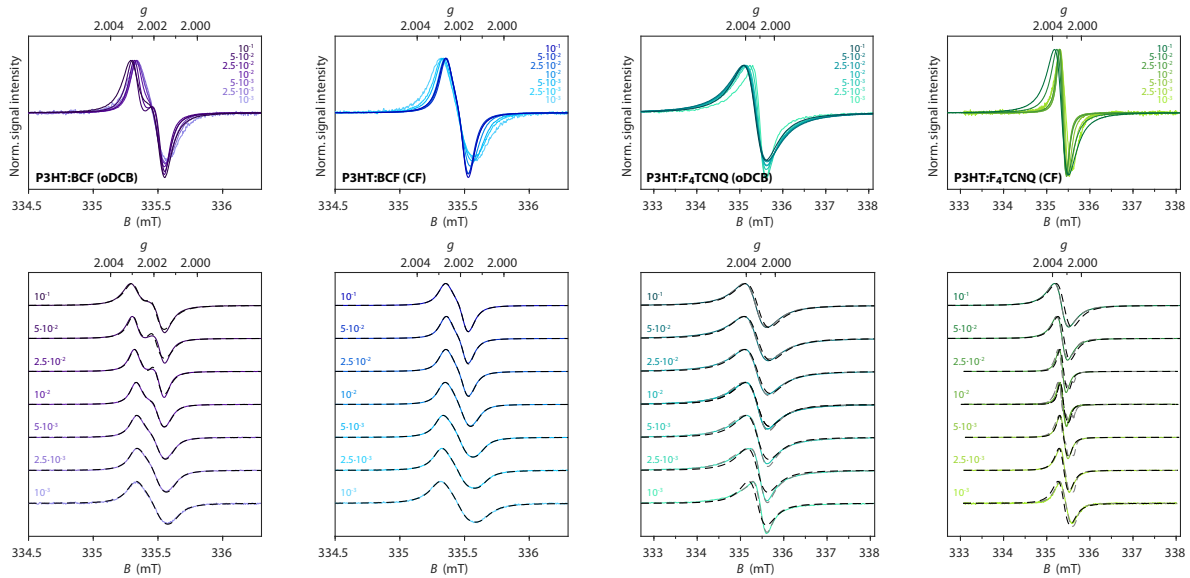 g
2.004 2.002 2.000
Norm. signal intensity
10⁻¹
5·10⁻²
2.5·10⁻²
10⁻²
5·10⁻³
2.5·10⁻³
10⁻³
P3HT:BCF (oDCB)
334.5 335 335.5 336
B (mT)
g
2.004 2.002 2.000
Norm. signal intensity
10⁻¹
5·10⁻²
2.5·10⁻²
10⁻²
5·10⁻³
2.5·10⁻³
10⁻³
P3HT:BCF (CF)
334.5 335 335.5 336
B (mT)
g
2.004 2.000
Norm. signal intensity
10⁻¹
5·10⁻²
2.5·10⁻²
10⁻²
5·10⁻³
2.5·10⁻³
10⁻³
P3HT:F₄TCNQ (oDCB)
333 334 335 336 337 338
B (mT)
g
2.004 2.000
Norm. signal intensity
10⁻¹
5·10⁻²
2.5·10⁻²
10⁻²
5·10⁻³
2.5·10⁻³
10⁻³
P3HT:F₄TCNQ (CF)
333 334 335 336 337 338
B (mT)
g
2.004 2.002 2.000
10⁻¹
5·10⁻²
2.5·10⁻²
10⁻²
5·10⁻³
2.5·10⁻³
10⁻³
334.5 335 335.5 336
B (mT)
g
2.004 2.002 2.000
10⁻¹
5·10⁻²
2.5·10⁻²
10⁻²
5·10⁻³
2.5·10⁻³
10⁻³
334.5 335 335.5 336
B (mT)
g
2.004 2.000
10⁻¹
5·10⁻²
2.5·10⁻²
10⁻²
5·10⁻³
2.5·10⁻³
10⁻³
333 334 335 336 337 338
B (mT)
g
2.004 2.000
10⁻¹
5·10⁻²
2.5·10⁻²
10⁻²
5·10⁻³
2.5·10⁻³
10⁻³
333 334 335 336 337 338
B (mT)